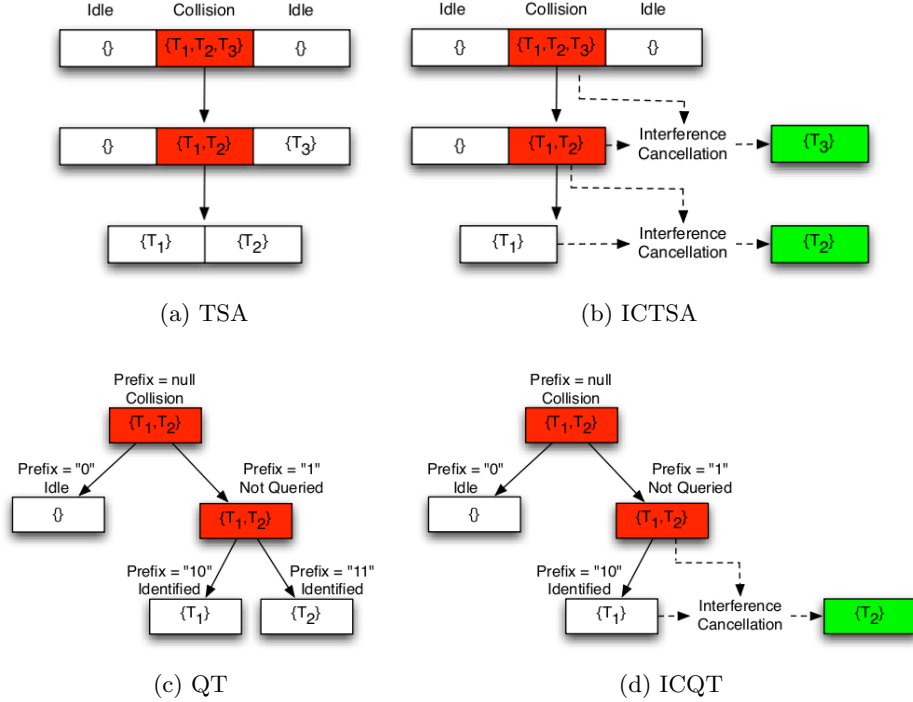 Idle Collision Idle
{} {T1,T2,T3} {}
{} {T1,T2} {T3}
{T1} {T2}
(a) TSA
Idle Collision Idle
{} {T1,T2,T3} {}
{} {T1,T2} Interference Cancellation {T3}
{T1} Interference Cancellation {T2}
(b) ICTSA
Prefix = null
Collision
{T1,T2}
Prefix = "0"
Idle
{}
Prefix = "1"
Not Queried
{T1,T2}
Prefix = "10"
Identified
{T1}
Prefix = "11"
Identified
{T2}
(c) QT
Prefix = null
Collision
{T1,T2}
Prefix = "0"
Idle
{}
Prefix = "1"
Not Queried
{T1,T2}
Prefix = "10"
Identified
{T1}
Interference
Cancellation
{T2}
(d) ICQT